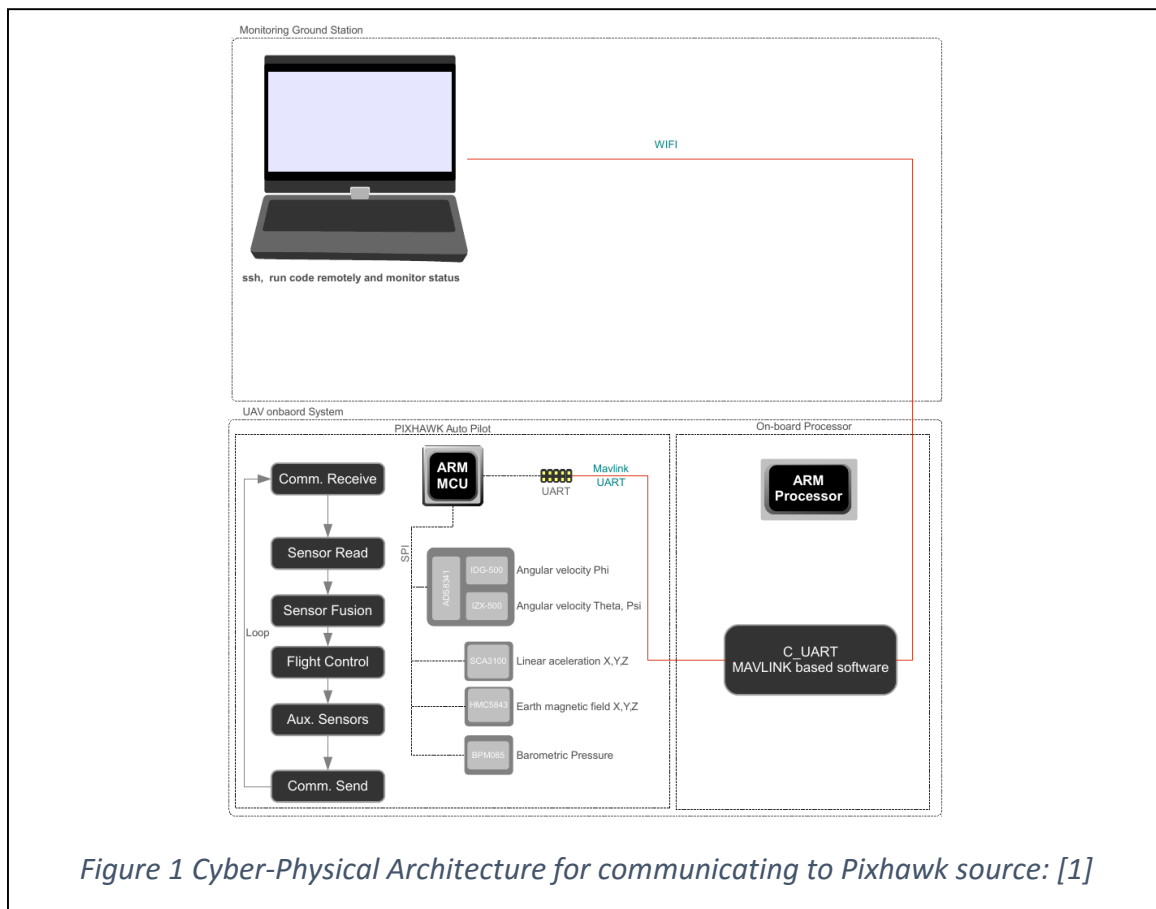 Monitoring Ground Station
WIFI
ssh, run code remotely and monitor status
UAV onbaord System
PIXHAWK Auto Pilot
On-board Processor
Comm. Receive
Sensor Read
Sensor Fusion
Loop
Flight Control
Aux. Sensors
Comm. Send
ARM
MCU
UART
Mavlink
UART
SPI
ADS8341
IDG-500
Angular velocity Phi
IZX-500
Angular velocity Theta, Psi
SCA3100
Linear aceleration X,Y,Z
HMC5843
Earth magnetic field X,Y,Z
BPM085
Barometric Pressure
ARM
Processor
C_UART
MAVLINK based software
Figure 1 Cyber-Physical Architecture for communicating to Pixhawk source: [1]